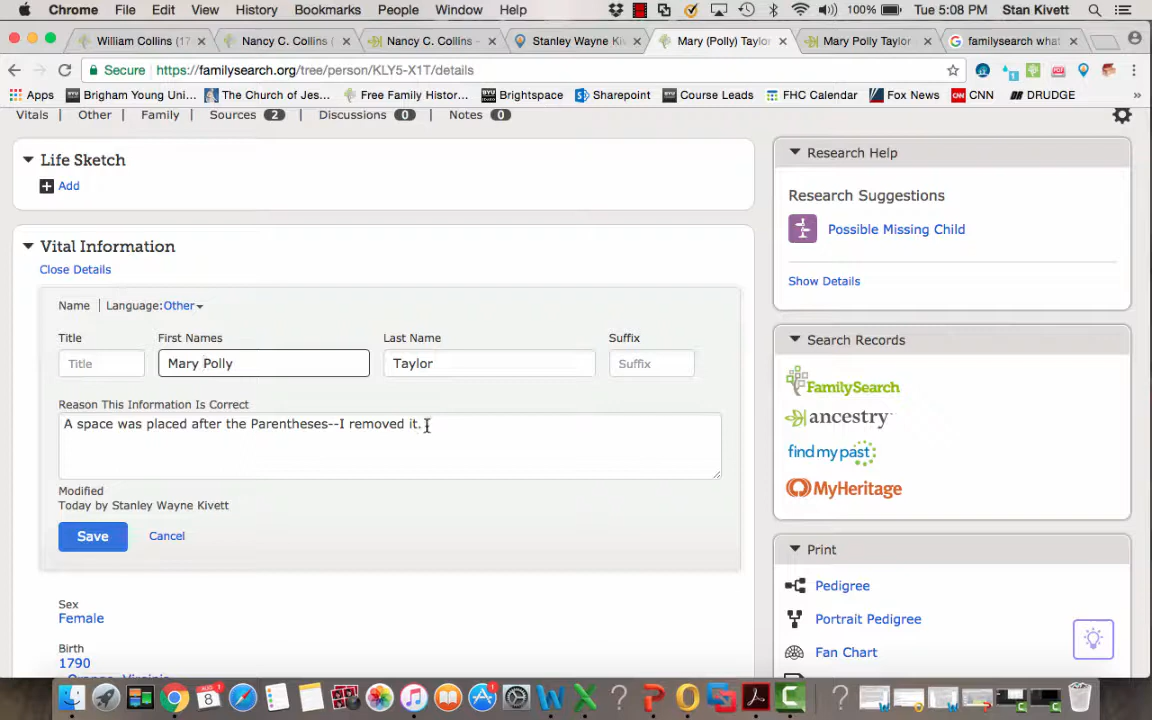 Chrome File Edit View History Bookmarks People Window Help 100% Tue 5:08 PM Stan Kivett
William Collins (17 Nancy C. Collins ( Nancy C. Collins - Stanley Wayne Ki Mary (Polly) Taylor Mary Polly Taylor familysearch what
Secure https://familysearch.org/tree/person/KLY5-X1T/details
Apps Brigham Young Uni... The Church of Jes... Free Family Histor... Brightspace Sharepoint Course Leads FHC Calendar Fox News CNN DRUDGE »
Vitals | Other | Family | Sources 2 | Discussions 0 | Notes 0
Life Sketch
Add
Vital Information
Close Details
Name | Language:Other
Title First Names Last Name Suffix
Title Mary Polly Taylor Suffix
Reason This Information Is Correct
A space was placed after the Parentheses--I removed it.
Modified
Today by Stanley Wayne Kivett
Save Cancel
Sex
Female
Birth
1790
Orange, Virginia
Research Help
Research Suggestions
Possible Missing Child
Show Details
Search Records
FamilySearch
ancestry
find my past
MyHeritage
Print
Pedigree
Portrait Pedigree
Fan Chart